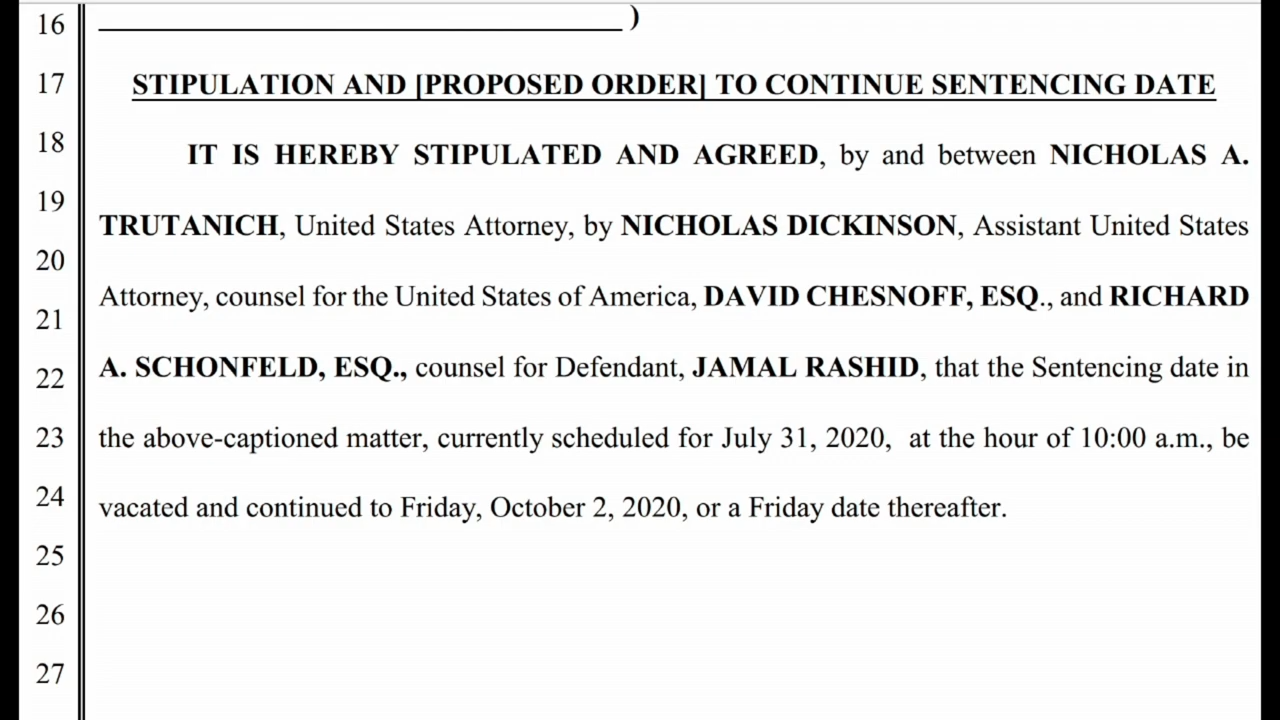 16 )
17 STIPULATION AND [PROPOSED ORDER] TO CONTINUE SENTENCING DATE
18 IT IS HEREBY STIPULATED AND AGREED, by and between NICHOLAS A.
19 TRUTANICH, United States Attorney, by NICHOLAS DICKINSON, Assistant United States
20
Attorney, counsel for the United States of America, DAVID CHESNOFF, ESQ., and RICHARD
21
22 A. SCHONFELD, ESQ., counsel for Defendant, JAMAL RASHID, that the Sentencing date in
23 the above-captioned matter, currently scheduled for July 31, 2020, at the hour of 10:00 a.m., be
24 vacated and continued to Friday, October 2, 2020, or a Friday date thereafter.
25
26
27